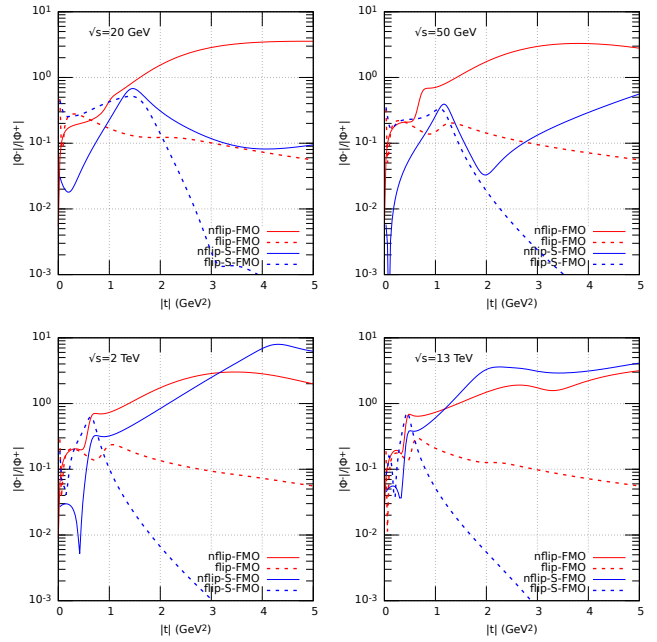 √s=20 GeV
|Φ⁻|/|Φ⁺|
10¹
10⁰
10⁻¹
10⁻²
10⁻³
nflip-FMO
flip-FMO
nflip-S-FMO
flip-S-FMO
0 1 2 3 4 5
|t| (GeV²)
√s=50 GeV
|Φ⁻|/|Φ⁺|
10¹
10⁰
10⁻¹
10⁻²
10⁻³
nflip-FMO
flip-FMO
nflip-S-FMO
flip-S-FMO
0 1 2 3 4 5
|t| (GeV²)
√s=2 TeV
|Φ⁻|/|Φ⁺|
10¹
10⁰
10⁻¹
10⁻²
10⁻³
nflip-FMO
flip-FMO
nflip-S-FMO
flip-S-FMO
0 1 2 3 4 5
|t| (GeV²)
√s=13 TeV
|Φ⁻|/|Φ⁺|
10¹
10⁰
10⁻¹
10⁻²
10⁻³
nflip-FMO
flip-FMO
nflip-S-FMO
flip-S-FMO
0 1 2 3 4 5
|t| (GeV²)